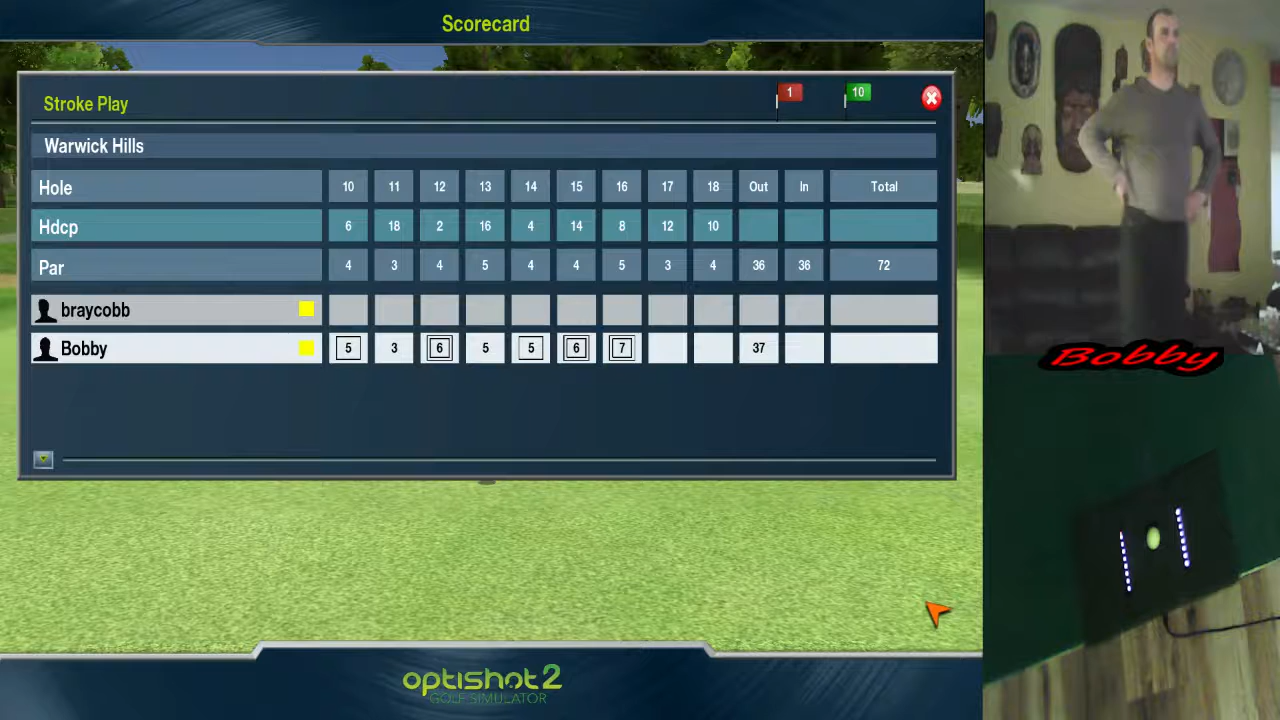 Scorecard
Stroke Play 1 10
Warwick Hills
Hole 10 11 12 13 14 15 16 17 18 Out In Total
Hdcp 6 18 2 16 4 14 8 12 10
Par 4 3 4 5 4 4 5 3 4 36 36 72
braycobb
Bobby 5 3 6 5 5 6 7 37
Bobby
optishot2
GOLF SIMULATOR